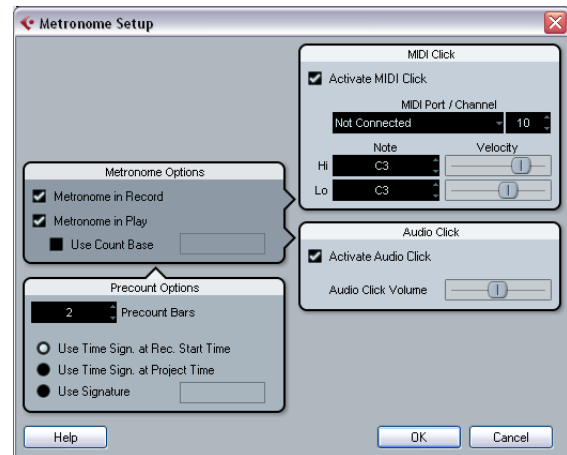 Metronome Setup
MIDI Click
Activate MIDI Click
MIDI Port / Channel
Not Connected 10
Note Velocity
Hi C3
Lo C3
Metronome Options
Metronome in Record
Metronome in Play
Use Count Base
Audio Click
Activate Audio Click
Audio Click Volume
Precount Options
2 Precount Bars
Use Time Sign. at Rec. Start Time
Use Time Sign. at Project Time
Use Signature
Help OK Cancel